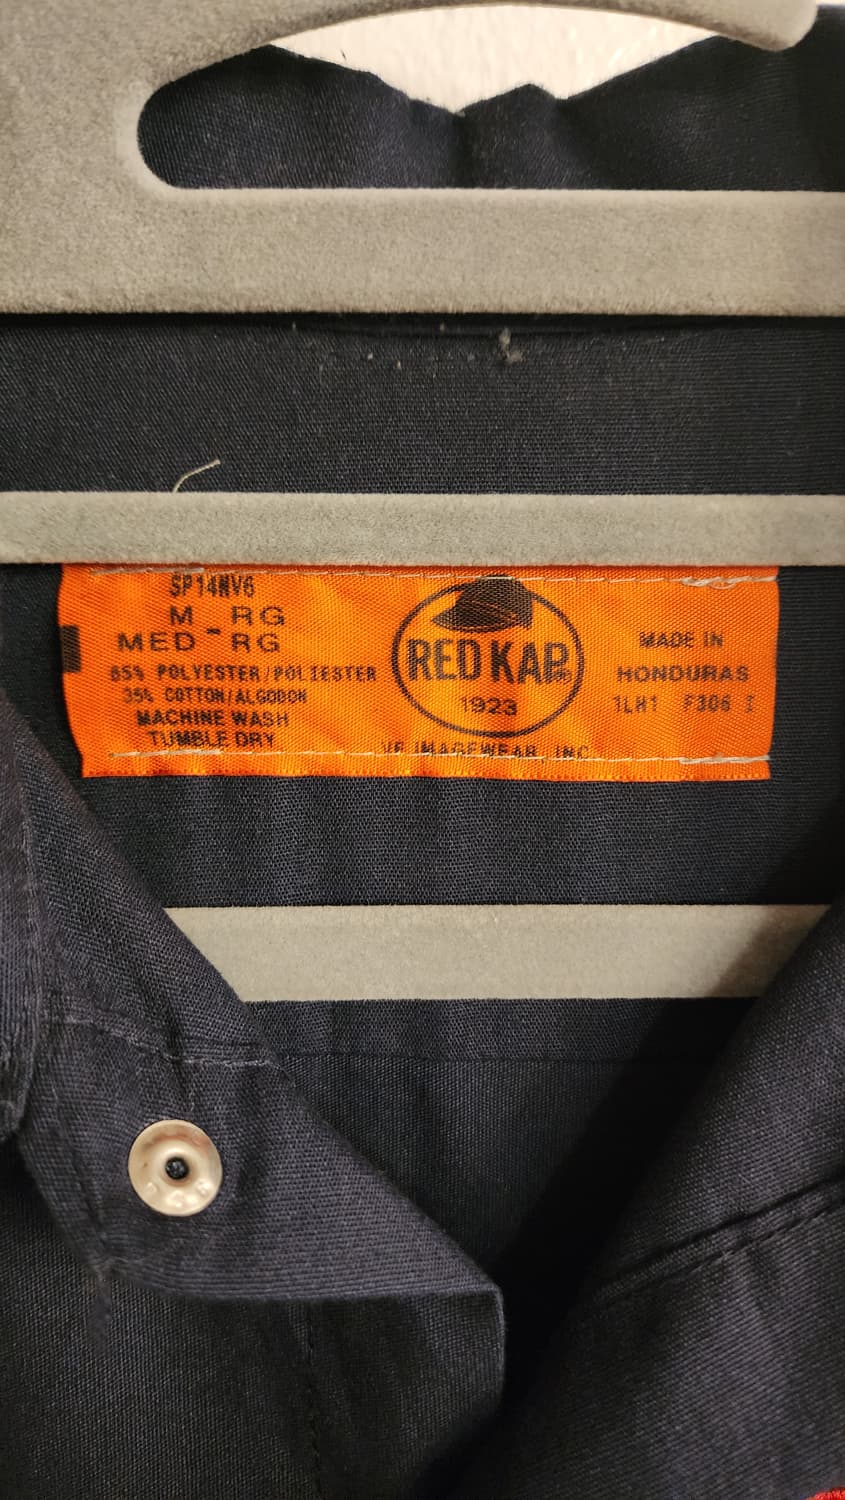 SP14NV6
M - RG
MED - RG
65% POLYESTER/POLIESTER
35% COTTON/ALGODON
MACHINE WASH
TUMBLE DRY
RED KAP®
1923
VF IMAGEWEAR, INC
MADE IN
HONDURAS
1LH1 F306 I